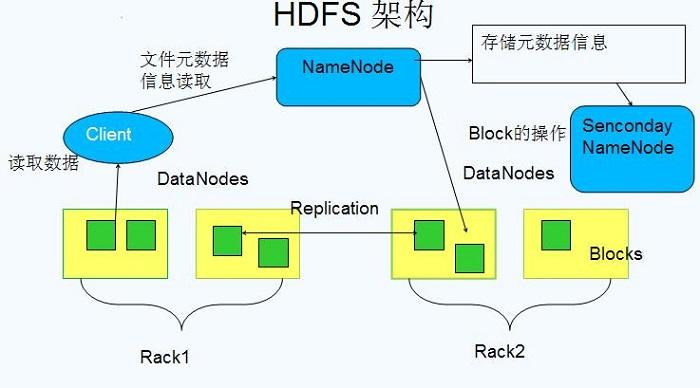 HDFS 架构
文件元数据
信息读取
NameNode
存储元数据信息
Client
Block的操作
Senconday
NameNode
读取数据
DataNodes
DataNodes
Replication
Blocks
Rack1
Rack2